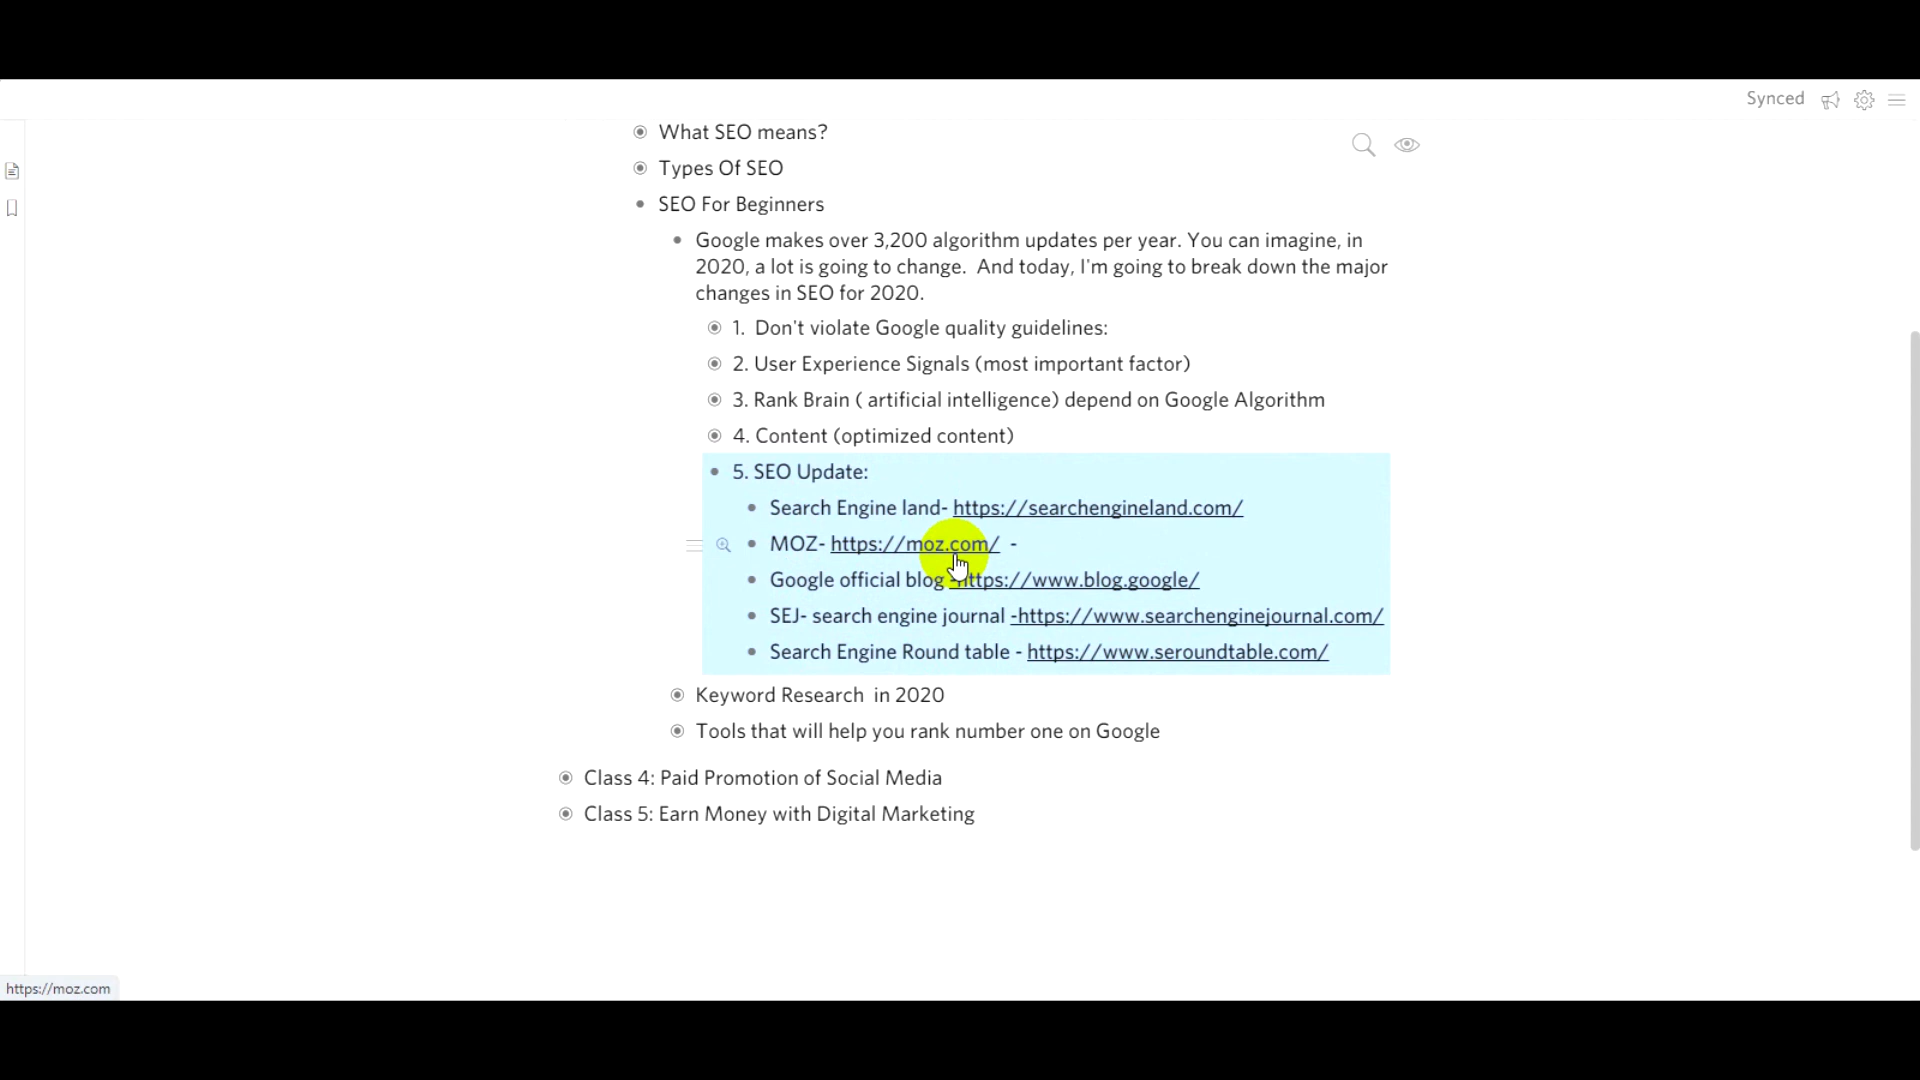 Synced
What SEO means?
Types Of SEO
SEO For Beginners
Google makes over 3,200 algorithm updates per year. You can imagine, in
2020, a lot is going to change.  And today, I'm going to break down the major
changes in SEO for 2020.
1.  Don't violate Google quality guidelines:
2. User Experience Signals (most important factor)
3. Rank Brain ( artificial intelligence) depend on Google Algorithm
4. Content (optimized content)
5. SEO Update:
Search Engine land- https://searchengineland.com/
MOZ- https://moz.com/  -
Google official blog -https://www.blog.google/
SEJ- search engine journal -https://www.searchenginejournal.com/
Search Engine Round table - https://www.seroundtable.com/
Keyword Research  in 2020
Tools that will help you rank number one on Google
Class 4: Paid Promotion of Social Media
Class 5: Earn Money with Digital Marketing
https://moz.com